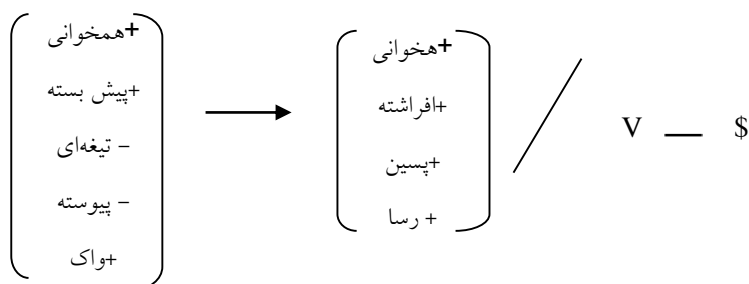 +همخوانی
+پیش بسته
- تیغه‌ای
- پیوسته
+واک
+هخوانی
+افراشته
+پسین
+ رسا
/ V __ $